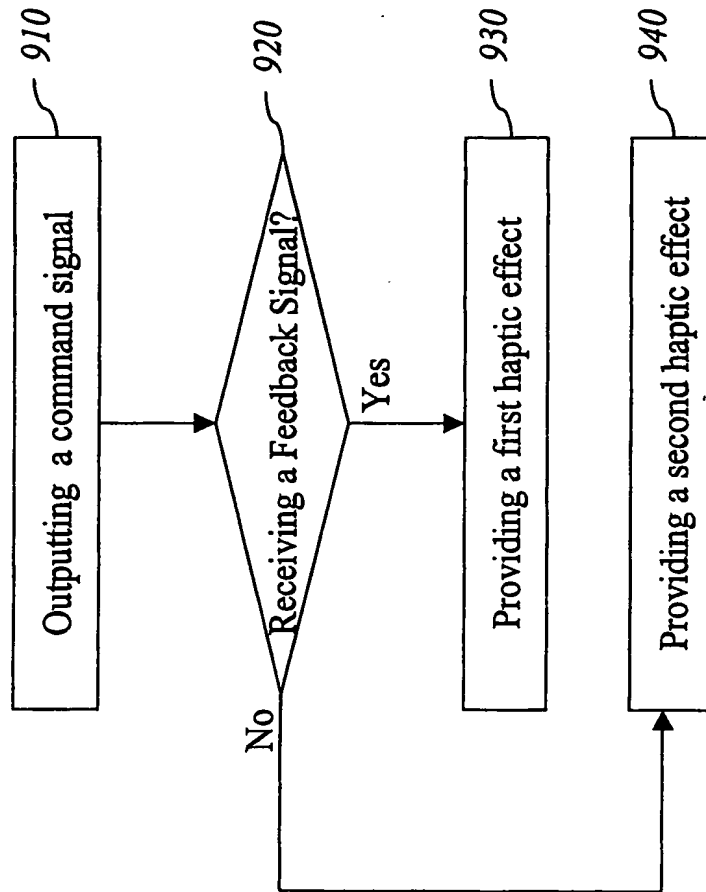 Outputting a command signal
910
Receiving a Feedback Signal?
920
No
Yes
Providing a first haptic effect
930
Providing a second haptic effect
940